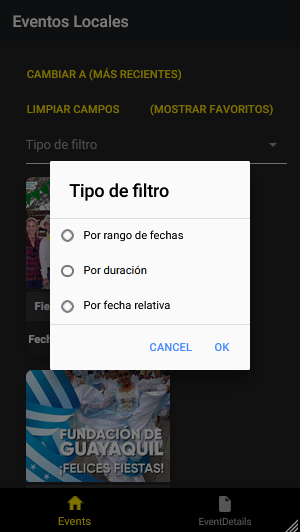 Eventos Locales
CAMBIAR A (MÁS RECIENTES)
LIMPIAR CAMPOS (MOSTRAR FAVORITOS)
Tipo de filtro
Tipo de filtro
Por rango de fechas
Por duración
Por fecha relativa
CANCEL OK
Fie
Fech
FUNDACIÓN DE
GUAYAQUIL
¡FELICES FIESTAS!
Events EventDetails